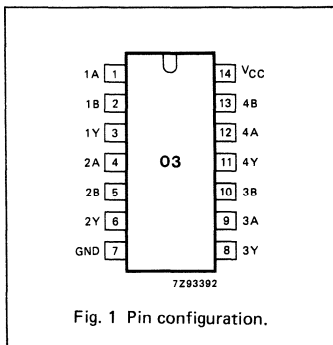 1A 1 14 VCC
1B 2 13 4B
1Y 3 12 4A
2A 4 03 11 4Y
2B 5 10 3B
2Y 6 9 3A
GND 7 8 3Y
7Z93392
Fig. 1 Pin configuration.